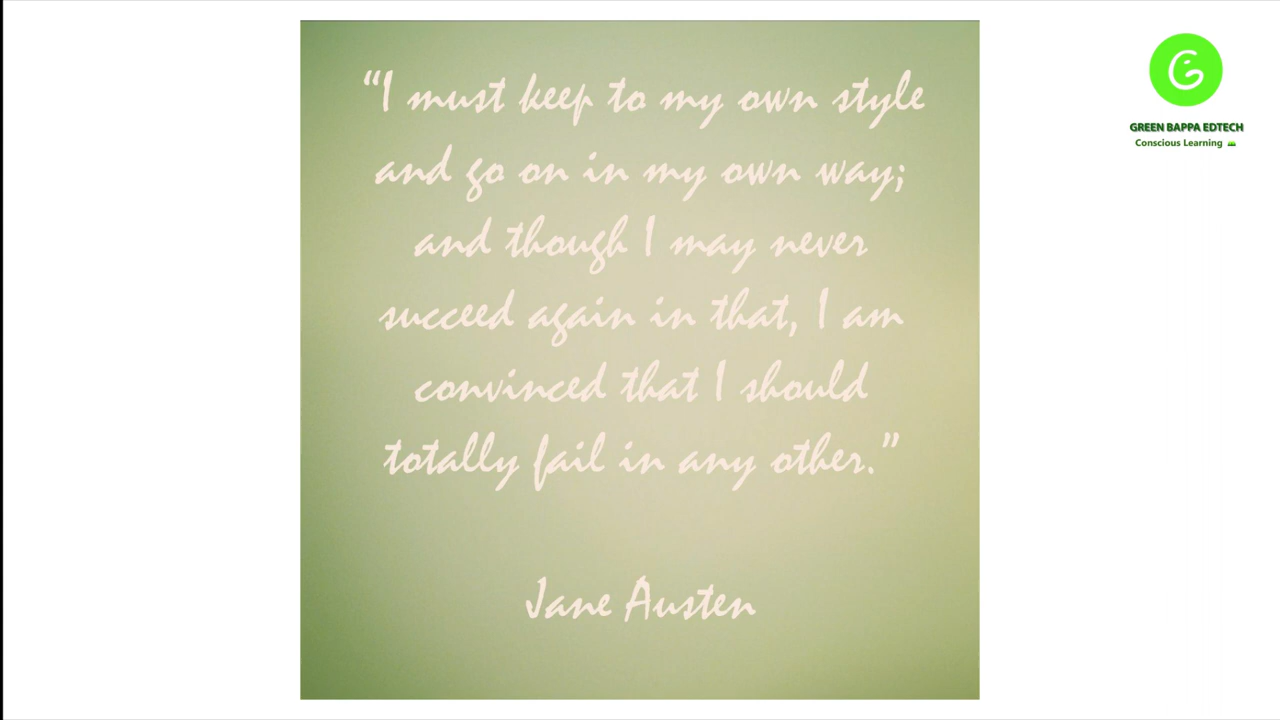 “I must keep to my own style
and go on in my own way;
and though I may never
succeed again in that, I am
convinced that I should
totally fail in any other.”
Jane Austen
GREEN BAPPA EDTECH
Conscious Learning